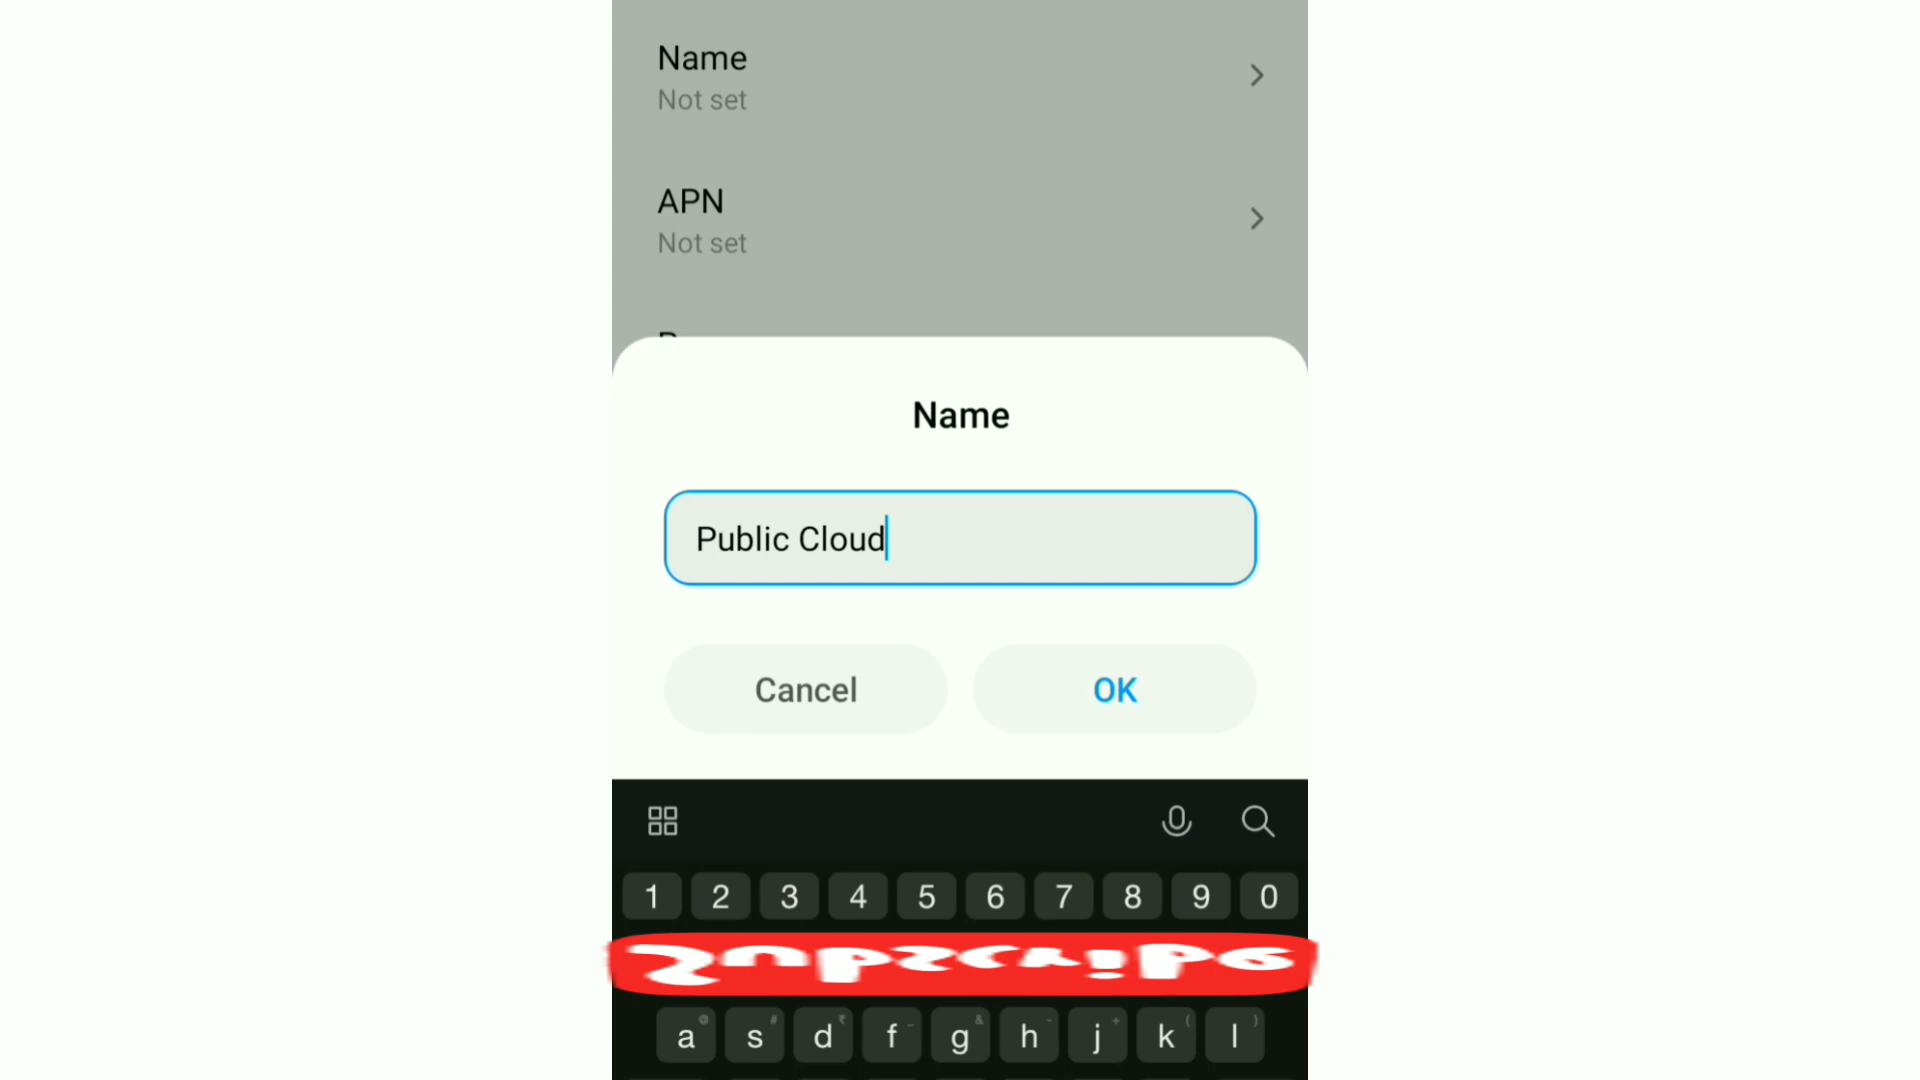 Name
Not set
APN
Not set
Name
Public Cloud
Cancel
OK
1 2 3 4 5 6 7 8 9 0
Subscribe
a s d f g h j k l